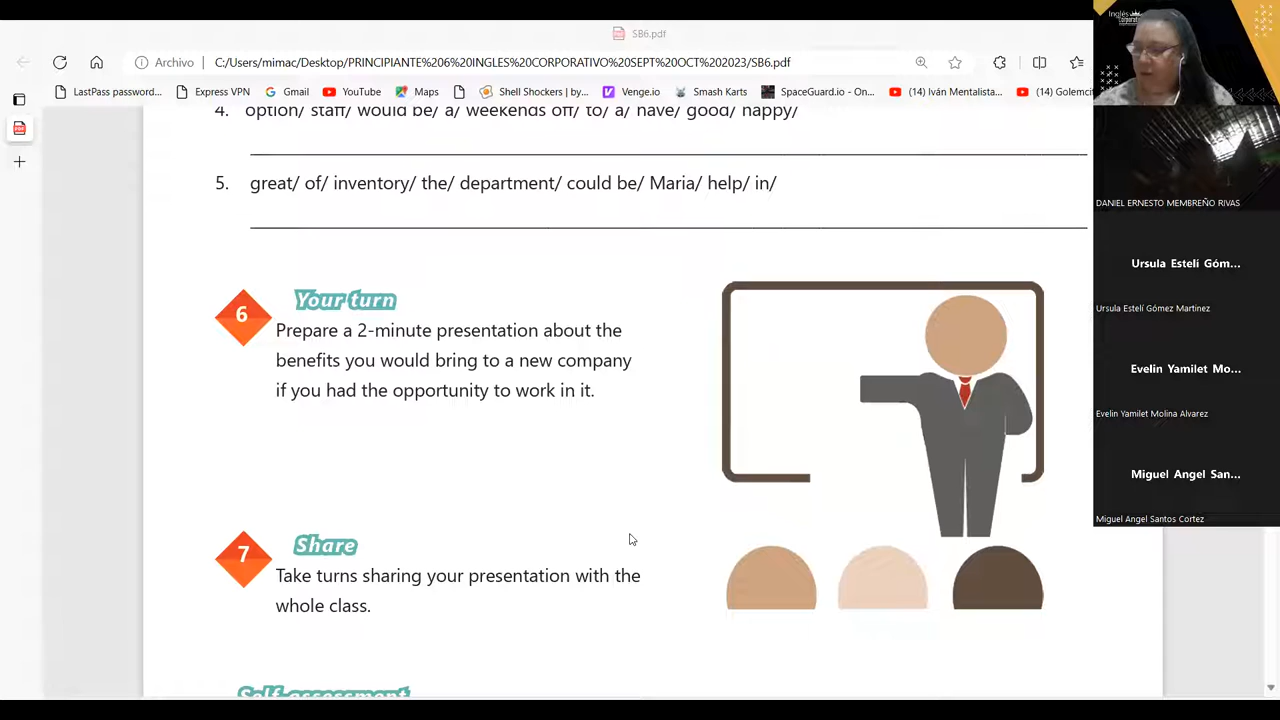 SB6.pdf
Archivo C:/Users/mimac/Desktop/PRINCIPIANTE%206%20INGLES%20CORPORATIVO%20SEPT%20OCT%202023/SB6.pdf
LastPass password... Express VPN Gmail YouTube Maps Shell Shockers | by... Venge.io Smash Karts SpaceGuard.io - On... (14) Iván Mentalista... (14) Golemcit
4. option/ staff/ would be/ a/ weekends off/ to/ a/ have/ good/ happy/
5. great/ of/ inventory/ the/ department/ could be/ Maria/ help/ in/
6 Your turn
Prepare a 2-minute presentation about the
benefits you would bring to a new company
if you had the opportunity to work in it.
7 Share
Take turns sharing your presentation with the
whole class.
Self-assessment
Inglés
Corporativo
DANIEL ERNESTO MEMBREÑO RIVAS
Ursula Estelí Góm...
Ursula Estelí Gómez Martinez
Evelin Yamilet Mo...
Evelin Yamilet Molina Alvarez
Miguel Angel San...
Miguel Angel Santos Cortez